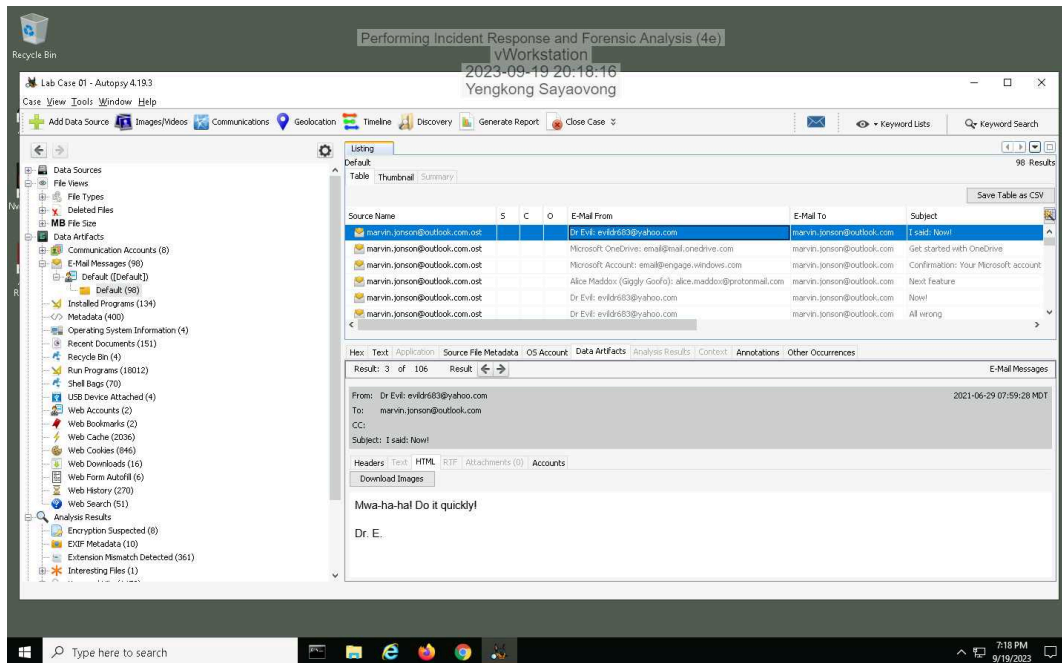 Recycle Bin
Performing Incident Response and Forensic Analysis (4e)
vWorkstation
2023-09-19 20:18:16
Yengkong Sayaovong
Lab Case 01 - Autopsy 4.19.3
Case View Tools Window Help
Add Data Source Images/Videos Communications Geolocation Timeline Discovery Generate Report Close Case Keyword Lists Keyword Search
Data Sources
File Views
File Types
Deleted Files
MB File Size
Data Artifacts
Communication Accounts (8)
E-Mail Messages (98)
Default ([Default])
Default (98)
Installed Programs (134)
Metadata (400)
Operating System Information (4)
Recent Documents (151)
Recycle Bin (4)
Run Programs (18012)
Shell Bags (70)
USB Device Attached (4)
Web Accounts (2)
Web Bookmarks (2)
Web Cache (2036)
Web Cookies (846)
Web Downloads (16)
Web Form Autofill (6)
Web History (270)
Web Search (51)
Analysis Results
Encryption Suspected (8)
EXIF Metadata (10)
Extension Mismatch Detected (361)
Interesting Files (1)
Listing
Default 98 Results
Table Thumbnail Summary
Save Table as CSV
Source Name S C O E-Mail From E-Mail To Subject
marvin.jonson@outlook.com.ost Dr Evil: evildr683@yahoo.com marvin.jonson@outlook.com I said: Now!
marvin.jonson@outlook.com.ost Microsoft OneDrive: email@mail.onedrive.com marvin.jonson@outlook.com Get started with OneDrive
marvin.jonson@outlook.com.ost Microsoft Account: email@engage.windows.com marvin.jonson@outlook.com Confirmation: Your Microsoft account
marvin.jonson@outlook.com.ost Alice Maddox (Giggly Goofo): alice.maddox@protonmail.com marvin.jonson@outlook.com Next feature
marvin.jonson@outlook.com.ost Dr Evil: evildr683@yahoo.com marvin.jonson@outlook.com Now!
marvin.jonson@outlook.com.ost Dr Evil: evildr683@yahoo.com marvin.jonson@outlook.com All wrong
Hex Text Application Source File Metadata OS Account Data Artifacts Analysis Results Context Annotations Other Occurrences
Result: 3 of 106 Result E-Mail Messages
From: Dr Evil: evildr683@yahoo.com 2021-06-29 07:59:28 MDT
To: marvin.jonson@outlook.com
CC:
Subject: I said: Now!
Headers Text HTML RTF Attachments (0) Accounts
Download Images
Mwa-ha-ha! Do it quickly!
Dr. E.
Type here to search
7:18 PM
9/19/2023